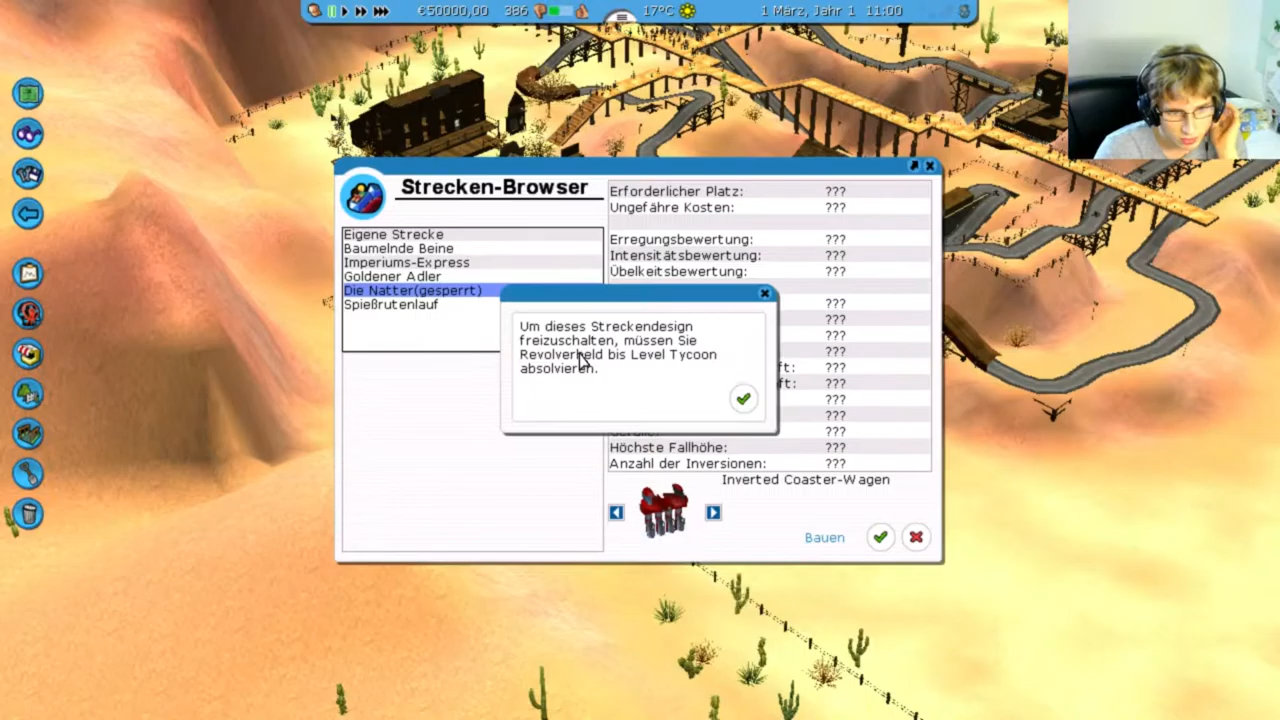 €50000,00 386 17°C 1 März, Jahr 1 11:00
Strecken-Browser
Eigene Strecke
Baumelnde Beine
Imperiums-Express
Goldener Adler
Die Natter(gesperrt)
Spießrutenlauf
Erforderlicher Platz: ???
Ungefähre Kosten: ???
Erregungsbewertung: ???
Intensitätsbewertung: ???
Übelkeitsbewertung: ???
???
???
???
???
ft: ???
ft: ???
???
???
???
Höchste Fallhöhe: ???
Anzahl der Inversionen: ???
Um dieses Streckendesign
freizuschalten, müssen Sie
Revolverheld bis Level Tycoon
absolvieren.
Inverted Coaster-Wagen
Bauen